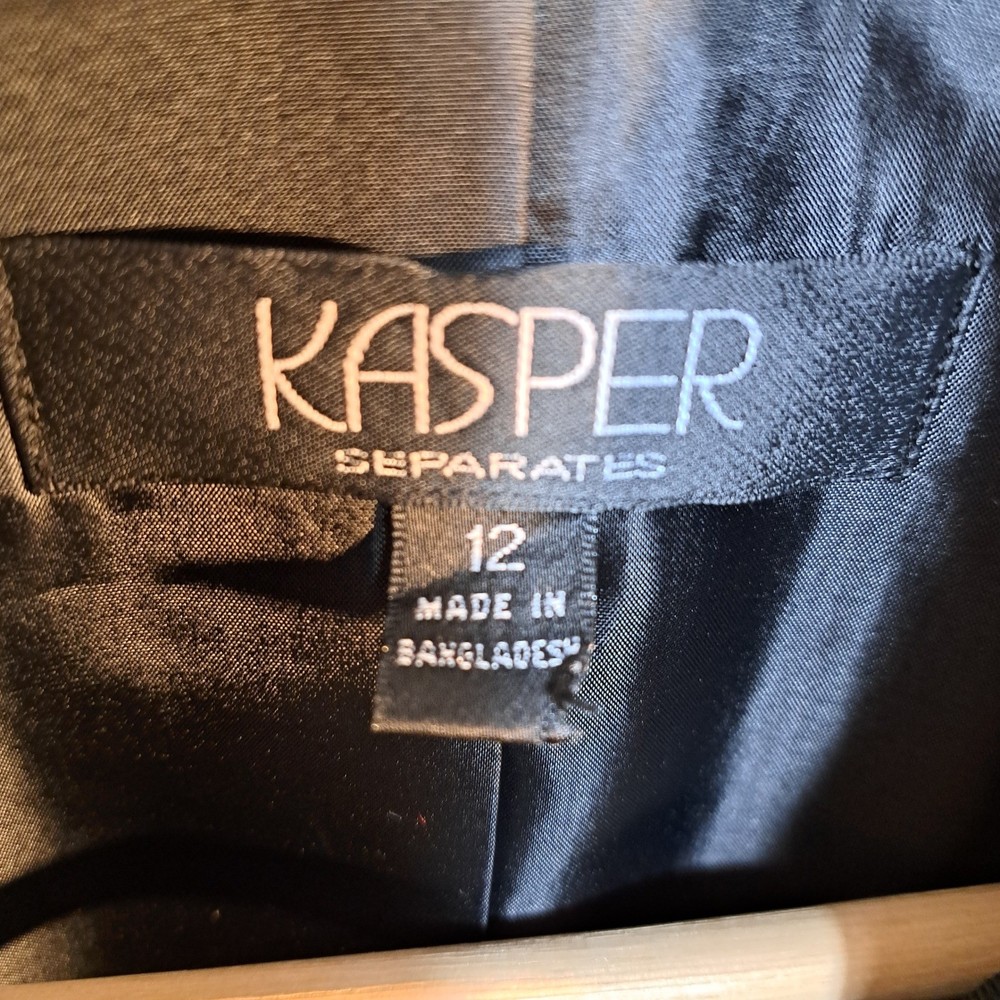 KASPER
SEPARATES
12
MADE IN
BANGLADESH